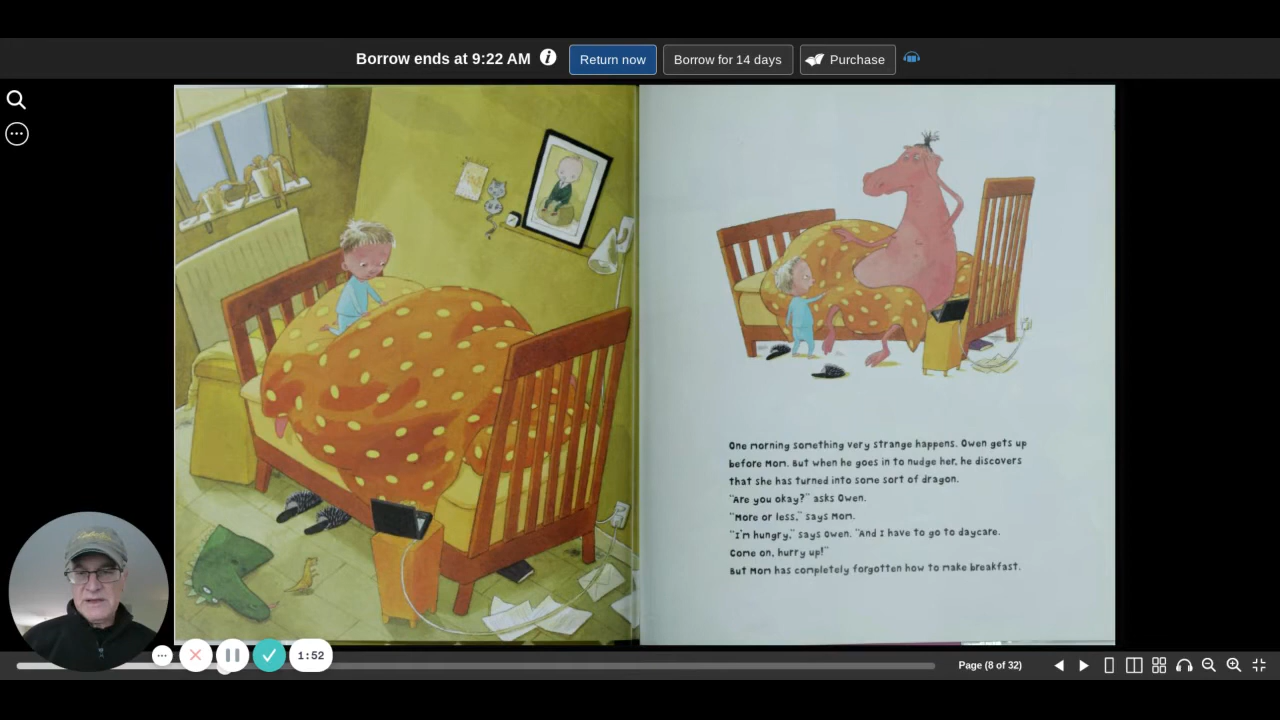 Borrow ends at 9:22 AM
Return now
Borrow for 14 days
Purchase
One morning something very strange happens. Owen gets up
before Mom. But when he goes in to nudge her, he discovers
that she has turned into some sort of dragon.
"Are you okay?" asks Owen.
"More or less," says Mom.
"I'm hungry," says Owen. "And I have to go to daycare.
Come on, hurry up!"
But Mom has completely forgotten how to make breakfast.
1:52
Page (8 of 32)